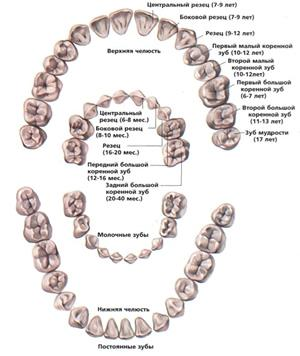 Центральный резец (7-9 лет)
Боковой резец (7-9 лет)
Резец (9-12 лет)
Верхняя челюсть
Первый малый коренной
зуб (10-12 лет)
Второй малый
коренной зуб
(10-12лет)
Первый большой
коренной зуб
(6-7 лет)
Второй большой
коренной зуб
(11-13 лет)
Зуб мудрости
(17 лет)
Центральный
резец (6-8 мес.)
Боковой резец
(8-10 мес.)
Резец
(16-20 мес.)
Передний большой
коренной зуб
(12-16 мес.)
Задний большой
коренной зуб
(20-40 мес.)
Молочные зубы
Нижняя челюсть
Постоянные зубы